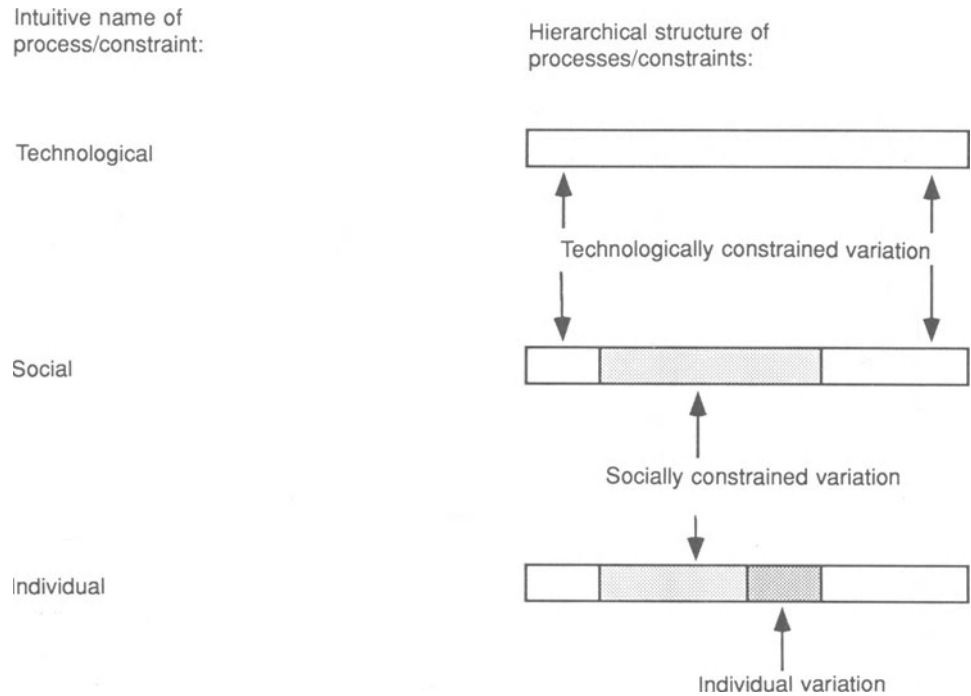 Intuitive name of
process/constraint:
Hierarchical structure of
processes/constraints:
Technological
Technologically constrained variation
Social
Socially constrained variation
Individual
Individual variation